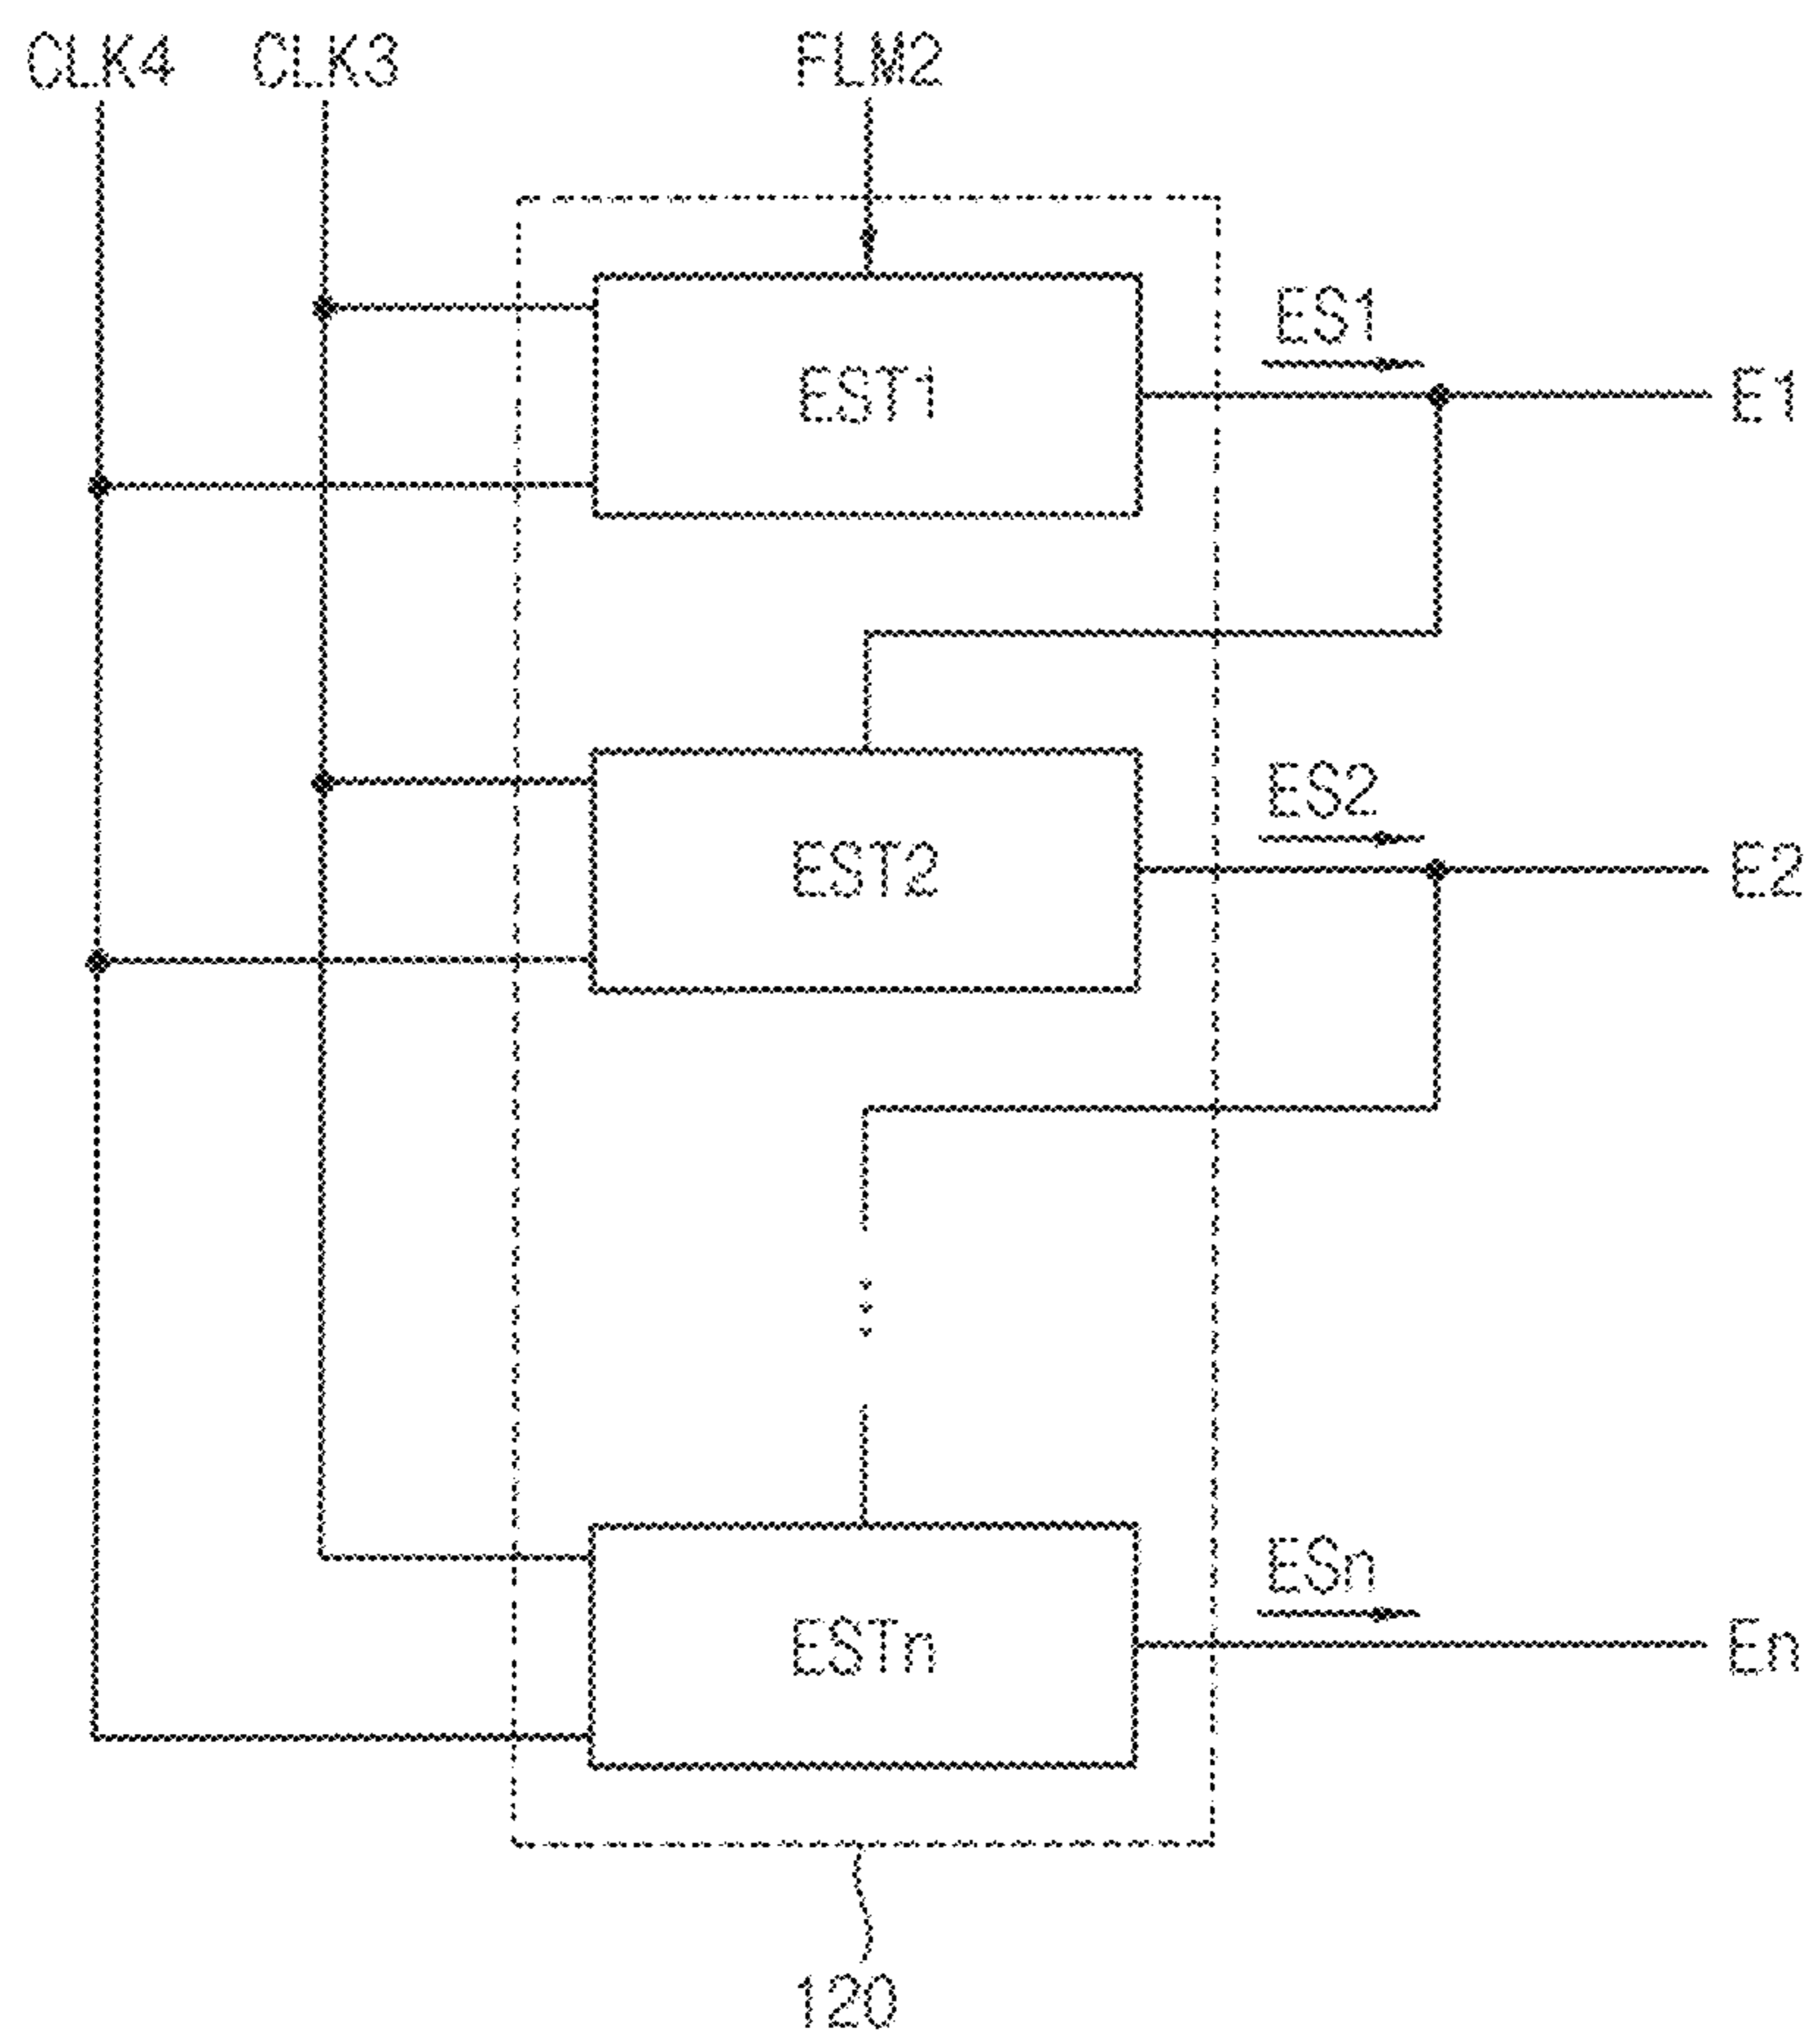 CLK4 CLK3 FLM2
ES1
EST1 E1
ES2
EST2 E2
ESn
ESTn En
120